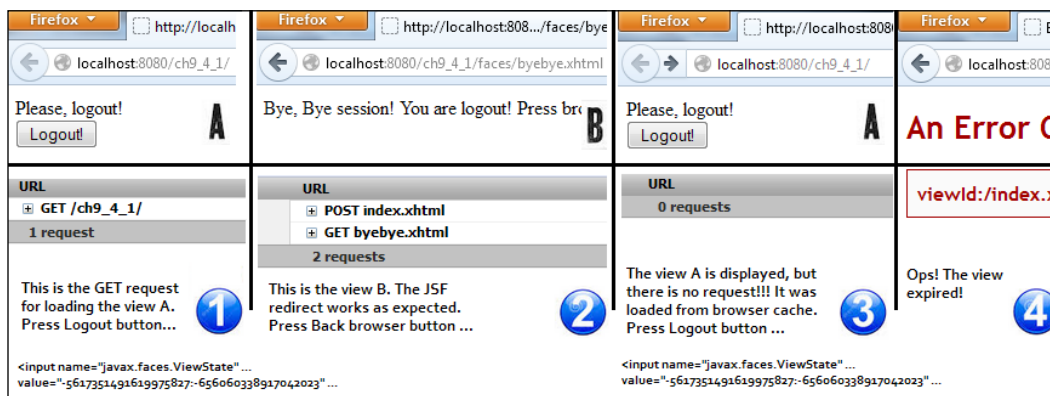 Firefox
http://localh
localhost:8080/ch9_4_1/
Please, logout!
Logout!
A
URL
GET /ch9_4_1/
1 request
This is the GET request
for loading the view A.
Press Logout button...
1
<input name="javax.faces.ViewState" ...
value="-5617351491619975827:-656060338917042023" ...
Firefox
http://localhost:808.../faces/bye
localhost:8080/ch9_4_1/faces/byebye.xhtml
Bye, Bye session! You are logout! Press bro
B
URL
POST index.xhtml
GET byebye.xhtml
2 requests
This is the view B. The JSF
redirect works as expected.
Press Back browser button ...
2
Firefox
http://localhost:808
localhost:8080/ch9_4_1/
Please, logout!
Logout!
A
URL
0 requests
The view A is displayed, but
there is no request!!! It was
loaded from browser cache.
Press Logout button ...
3
<input name="javax.faces.ViewState" ...
value="-5617351491619975827:-656060338917042023" ...
Firefox
localhost:808
An Error
viewId:/index.x
Ops! The view
expired!
4